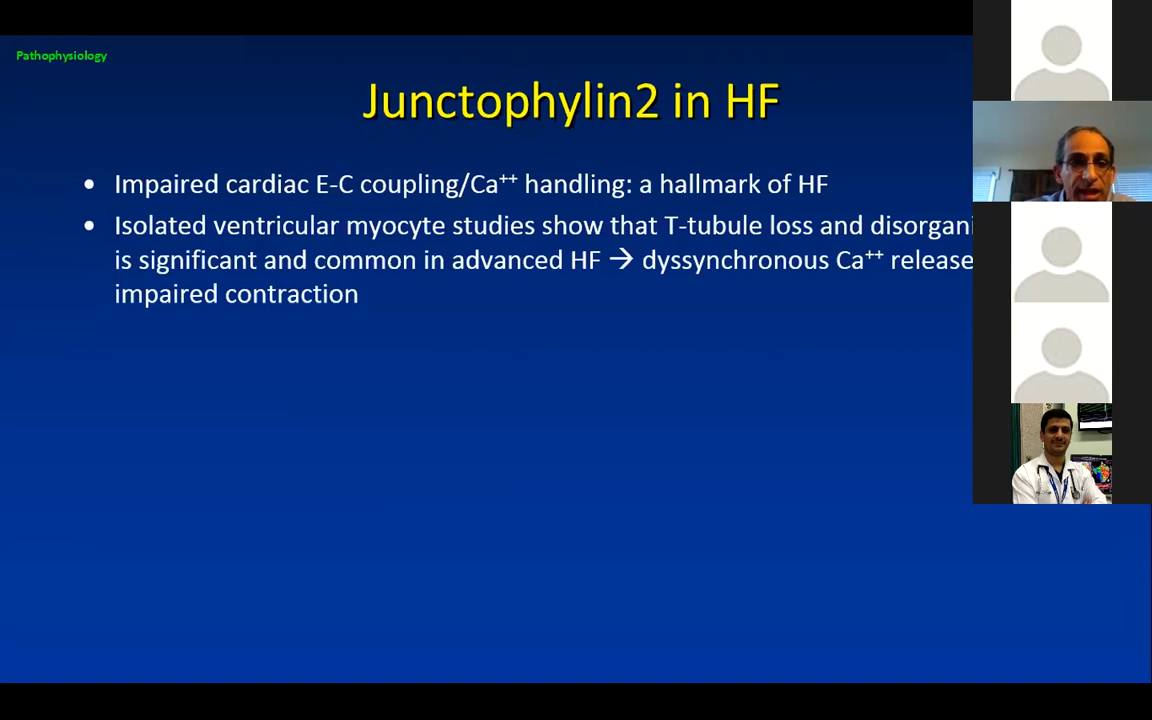 Pathophysiology
Junctophylin2 in HF
• Impaired cardiac E-C coupling/Ca⁺⁺ handling: a hallmark of HF
• Isolated ventricular myocyte studies show that T-tubule loss and
is significant and common in advanced HF → dyssynchronous Ca⁺⁺ release
impaired contraction